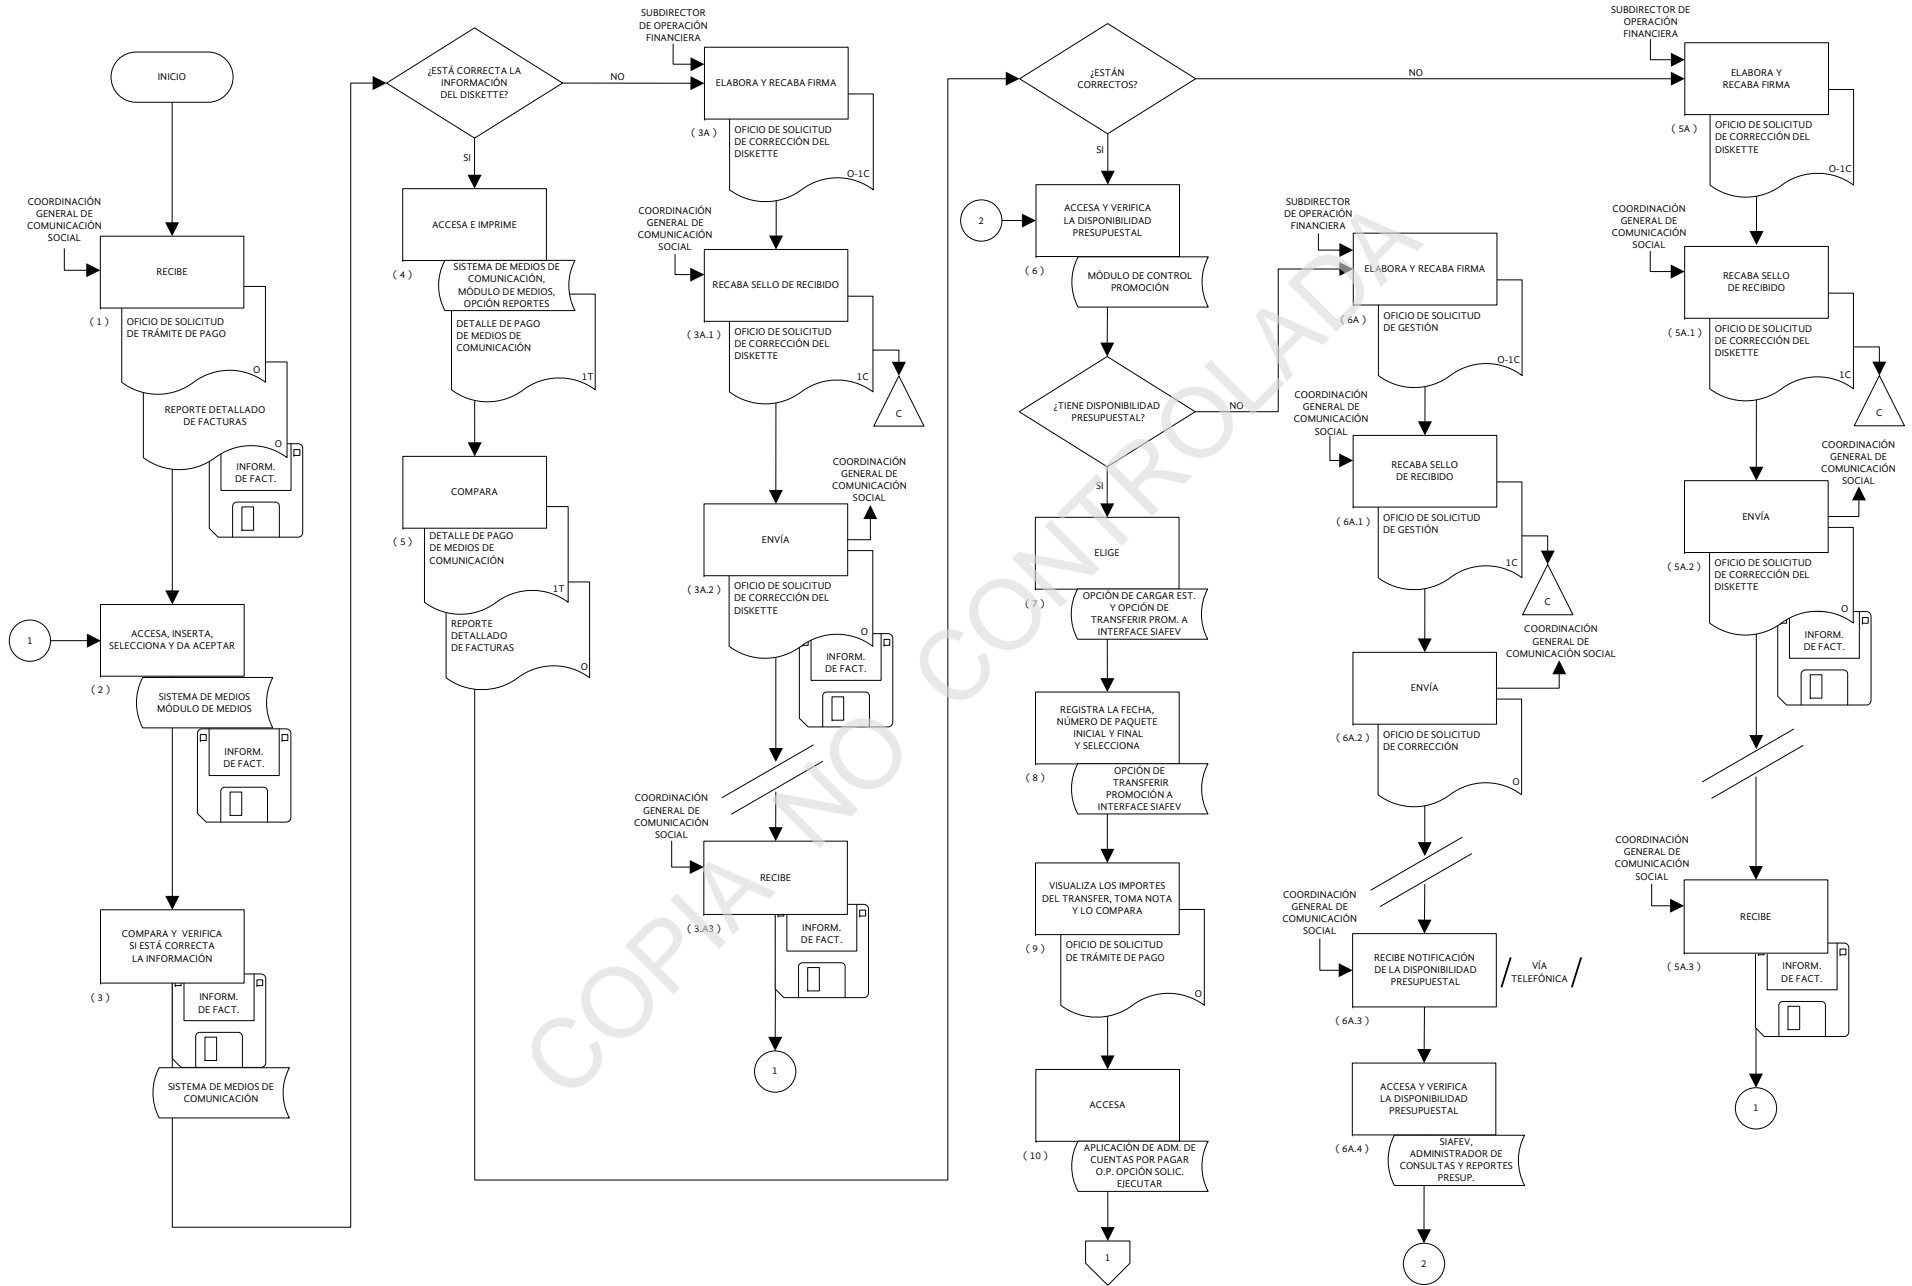 INICIO
COORDINACIÓN
GENERAL DE
COMUNICACIÓN
SOCIAL
RECIBE
( 1 )
OFICIO DE SOLICITUD
DE TRÁMITE DE PAGO
O
REPORTE DETALLADO
DE FACTURAS
O
INFORM.
DE FACT.
1
ACCESA, INSERTA,
SELECCIONA Y DA ACEPTAR
( 2 )
SISTEMA DE MEDIOS
MÓDULO DE MEDIOS
INFORM.
DE FACT.
COMPARA Y VERIFICA
SI ESTÁ CORRECTA
LA INFORMACIÓN
( 3 )
INFORM.
DE FACT.
SISTEMA DE MEDIOS DE
COMUNICACIÓN
¿ESTÁ CORRECTA LA
INFORMACIÓN
DEL DISKETTE?
NO
SI
ACCESA E IMPRIME
( 4 )
SISTEMA DE MEDIOS DE
COMUNICACIÓN,
MÓDULO DE MEDIOS,
OPCIÓN REPORTES
DETALLE DE PAGO
DE MEDIOS DE
COMUNICACIÓN
1T
COMPARA
( 5 )
DETALLE DE PAGO
DE MEDIOS DE
COMUNICACIÓN
1T
REPORTE
DETALLADO
DE FACTURAS
O
SUBDIRECTOR
DE OPERACIÓN
FINANCIERA
ELABORA Y RECABA FIRMA
( 3A )
OFICIO DE SOLICITUD
DE CORRECCIÓN DEL
DISKETTE
O-1C
COORDINACIÓN
GENERAL DE
COMUNICACIÓN
SOCIAL
RECABA SELLO DE RECIBIDO
( 3A.1 )
OFICIO DE SOLICITUD
DE CORRECCIÓN DEL
DISKETTE
1C
C
COORDINACIÓN
GENERAL DE
COMUNICACIÓN
SOCIAL
ENVÍA
( 3A.2 )
OFICIO DE SOLICITUD
DE CORRECCIÓN DEL
DISKETTE
O
INFORM.
DE FACT.
COORDINACIÓN
GENERAL DE
COMUNICACIÓN
SOCIAL
RECIBE
( 3.A3 )
INFORM.
DE FACT.
1
¿ESTÁN
CORRECTOS?
NO
SI
2
ACCESA Y VERIFICA
LA DISPONIBILIDAD
PRESUPUESTAL
( 6 )
MÓDULO DE CONTROL
PROMOCIÓN
¿TIENE DISPONIBILIDAD
PRESUPUESTAL?
NO
SI
ELIGE
( 7 )
OPCIÓN DE CARGAR EST.
Y OPCIÓN DE
TRANSFERIR PROM. A
INTERFACE SIAFEV
REGISTRA LA FECHA,
NÚMERO DE PAQUETE
INICIAL Y FINAL
Y SELECCIONA
( 8 )
OPCIÓN DE
TRANSFERIR
PROMOCIÓN A
INTERFACE SIAFEV
VISUALIZA LOS IMPORTES
DEL TRANSFER, TOMA NOTA
Y LO COMPARA
( 9 )
OFICIO DE SOLICITUD
DE TRÁMITE DE PAGO
O
ACCESA
( 10 )
APLICACIÓN DE ADM. DE
CUENTAS POR PAGAR
O.P. OPCIÓN SOLIC.
EJECUTAR
1
SUBDIRECTOR
DE OPERACIÓN
FINANCIERA
ELABORA Y RECABA FIRMA
( 6A )
OFICIO DE SOLICITUD
DE GESTIÓN
O-1C
COORDINACIÓN
GENERAL DE
COMUNICACIÓN
SOCIAL
RECABA SELLO
DE RECIBIDO
( 6A.1 )
OFICIO DE SOLICITUD
DE GESTIÓN
1C
C
COORDINACIÓN
GENERAL DE
COMUNICACIÓN SOCIAL
ENVÍA
( 6A.2 )
OFICIO DE SOLICITUD
DE CORRECCIÓN
O
COORDINACIÓN
GENERAL DE
COMUNICACIÓN
SOCIAL
RECIBE NOTIFICACIÓN
DE LA DISPONIBILIDAD
PRESUPUESTAL
VÍA
TELEFÓNICA
( 6A.3 )
ACCESA Y VERIFICA
LA DISPONIBILIDAD
PRESUPUESTAL
( 6A.4 )
SIAFEV,
ADMINISTRADOR DE
CONSULTAS Y REPORTES
PRESUP.
2
SUBDIRECTOR DE
OPERACIÓN
FINANCIERA
ELABORA Y
RECABA FIRMA
( 5A )
OFICIO DE SOLICITUD
DE CORRECCIÓN DEL
DISKETTE
O-1C
COORDINACIÓN
GENERAL DE
COMUNICACIÓN
SOCIAL
RECABA SELLO
DE RECIBIDO
( 5A.1 )
OFICIO DE SOLICITUD
DE CORRECCIÓN DEL
DISKETTE
1C
C
COORDINACIÓN
GENERAL DE
COMUNICACIÓN
SOCIAL
ENVÍA
( 5A.2 )
OFICIO DE SOLICITUD
DE CORRECCIÓN DEL
DISKETTE
O
INFORM.
DE FACT.
COORDINACIÓN
GENERAL DE
COMUNICACIÓN
SOCIAL
RECIBE
( 5A.3 )
INFORM.
DE FACT.
1
COPIA NO CONTROLADA